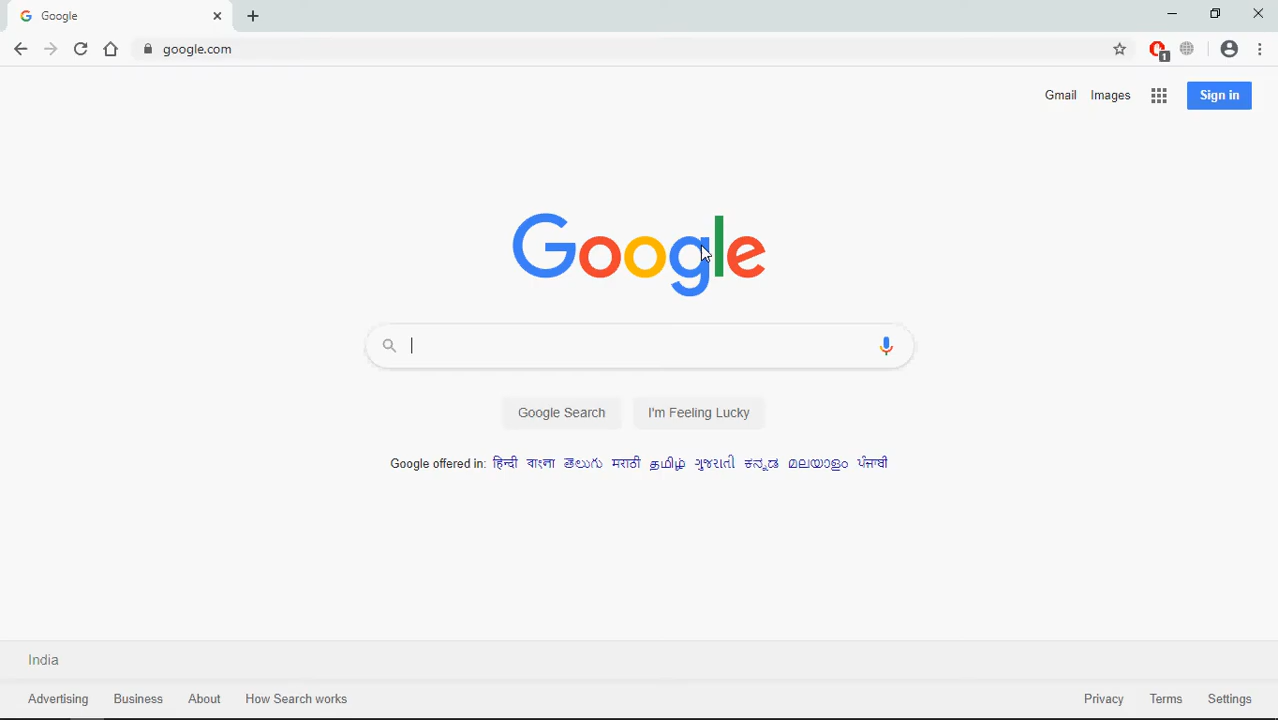 Google
google.com
1
Gmail Images Sign in
Google
Google Search I'm Feeling Lucky
Google offered in: हिन्दी বাংলা తెలుగు मराठी தமிழ் ગુજરાતી ಕನ್ನಡ മലയാളം ਪੰਜਾਬੀ
India
Advertising Business About How Search works Privacy Terms Settings